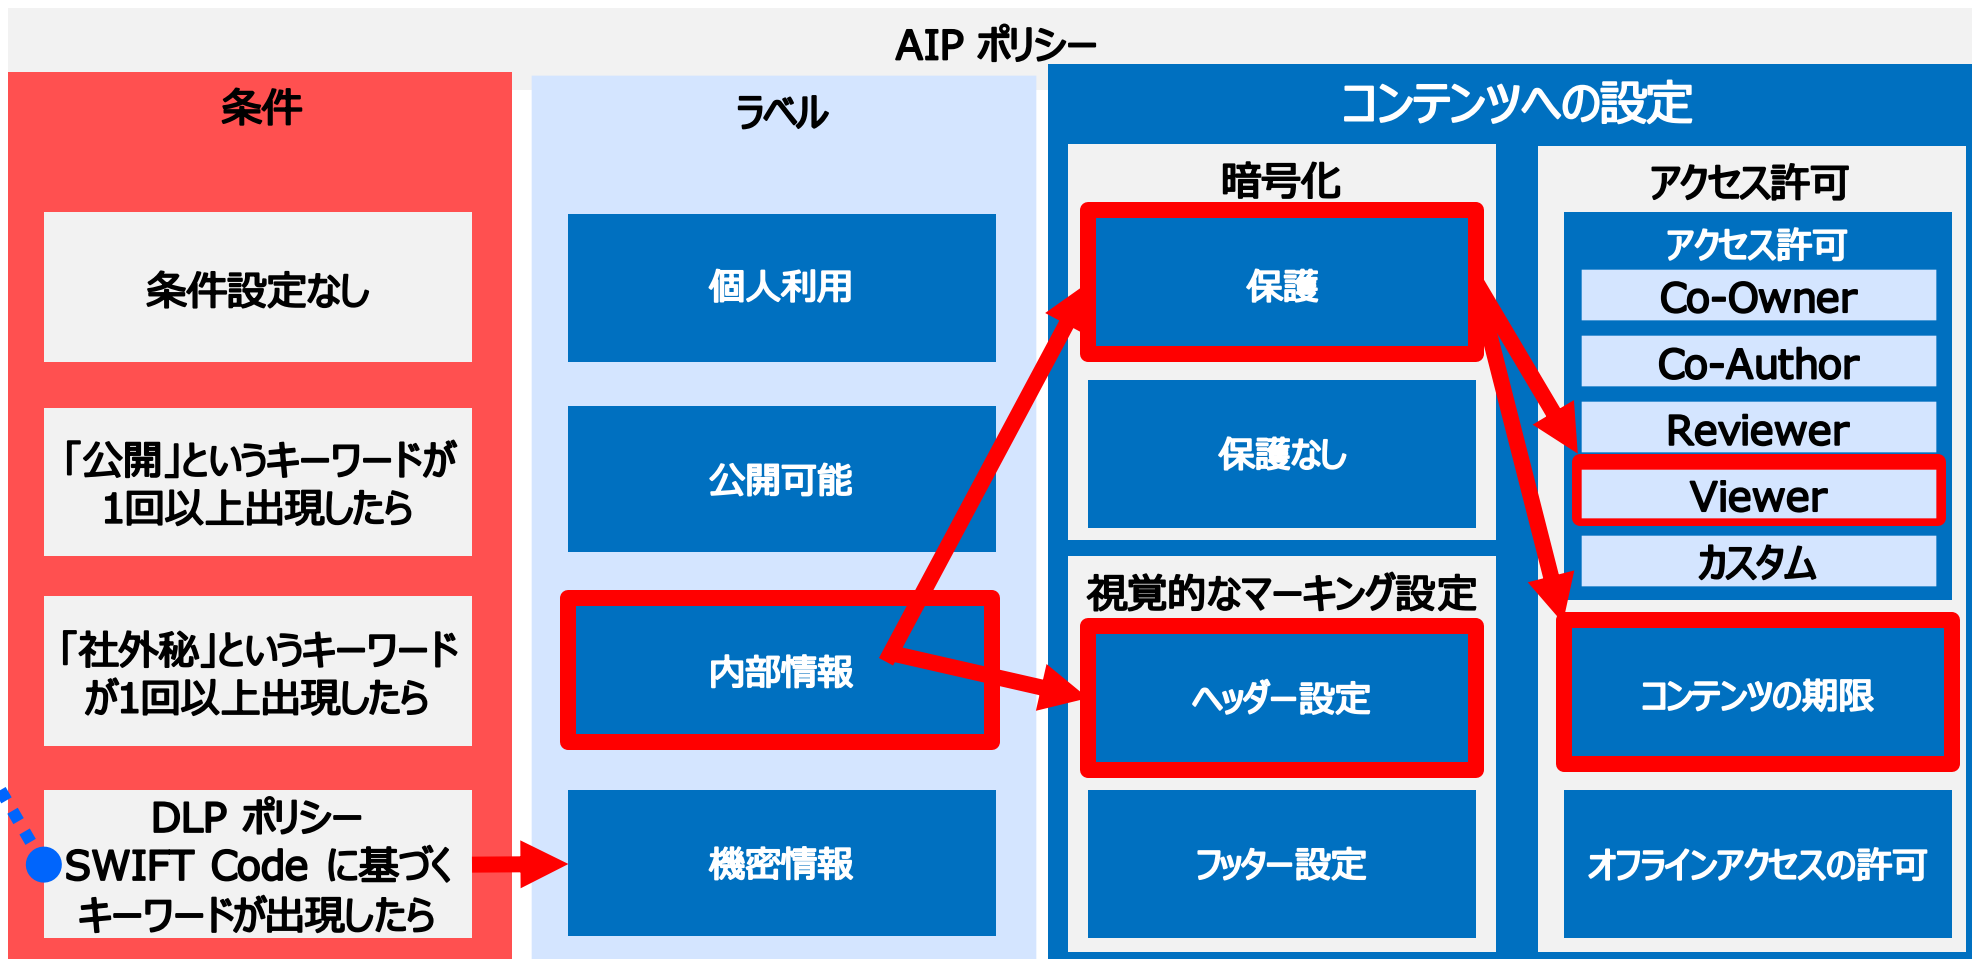 AIP ポリシー
条件
条件設定なし
「公開」というキーワードが
1回以上出現したら
「社外秘」というキーワード
が1回以上出現したら
DLP ポリシー
SWIFT Code に基づく
キーワードが出現したら
ラベル
個人利用
公開可能
内部情報
機密情報
コンテンツへの設定
暗号化
保護
保護なし
視覚的なマーキング設定
ヘッダー設定
フッター設定
アクセス許可
アクセス許可
Co-Owner
Co-Author
Reviewer
Viewer
カスタム
コンテンツの期限
オフラインアクセスの許可